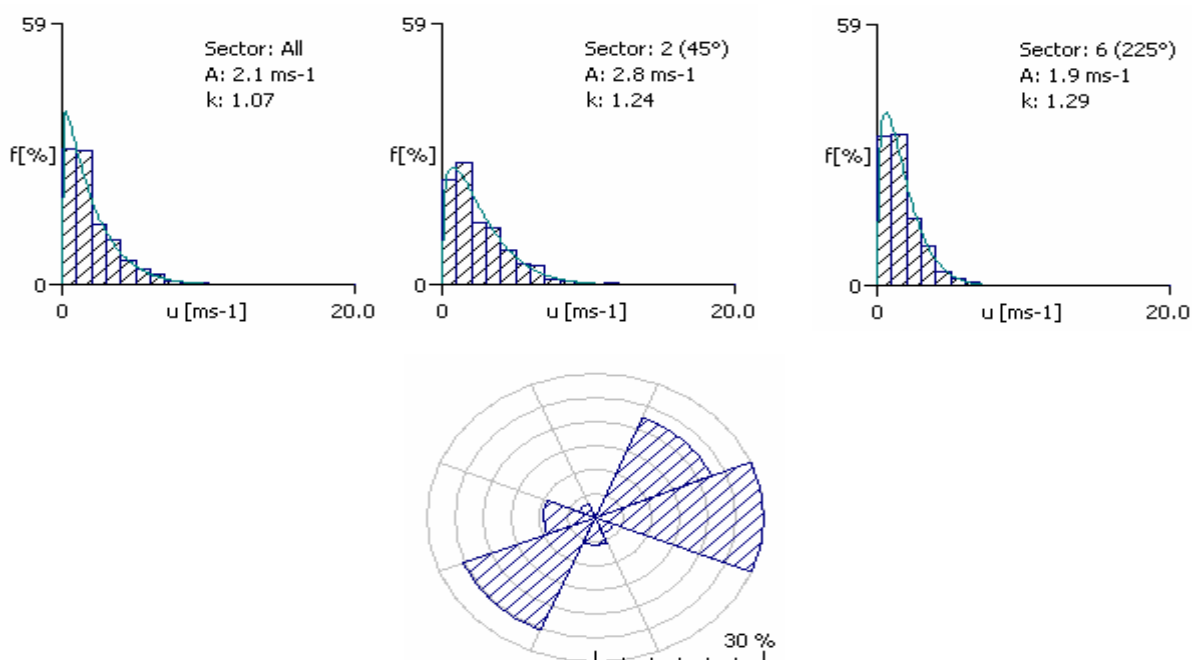 59
Sector: All
A: 2.1 ms-1
k: 1.07
f[%]
0
0
u [ms-1]
20.0
59
Sector: 2 (45°)
A: 2.8 ms-1
k: 1.24
f[%]
0
0
u [ms-1]
20.0
59
Sector: 6 (225°)
A: 1.9 ms-1
k: 1.29
f[%]
0
0
u [ms-1]
20.0
30 %